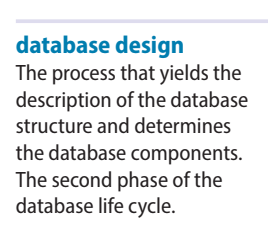 database design
The process that yields the
description of the database
structure and determines
the database components.
The second phase of the
database life cycle.